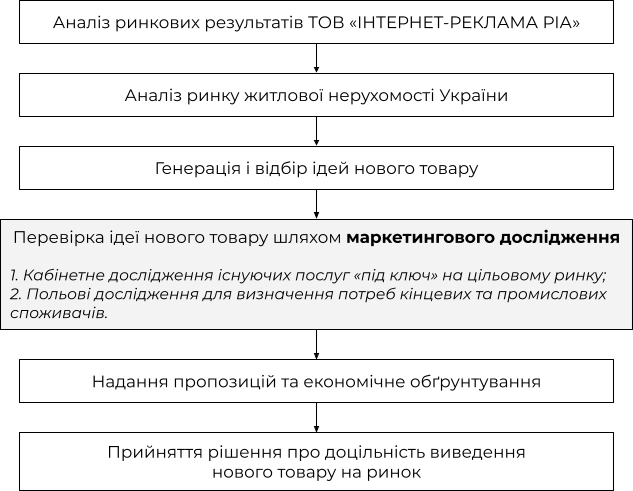 Аналіз ринкових результатів ТОВ «ІНТЕРНЕТ-РЕКЛАМА РІА»
Аналіз ринку житлової нерухомості України
Генерація і відбір ідей нового товару
Перевірка ідеї нового товару шляхом маркетингового дослідження
1. Кабінетне дослідження існуючих послуг «під ключ» на цільовому ринку;
2. Польові дослідження для визначення потреб кінцевих та промислових
споживачів.
Надання пропозицій та економічне обґрунтування
Прийняття рішення про доцільність виведення
нового товару на ринок